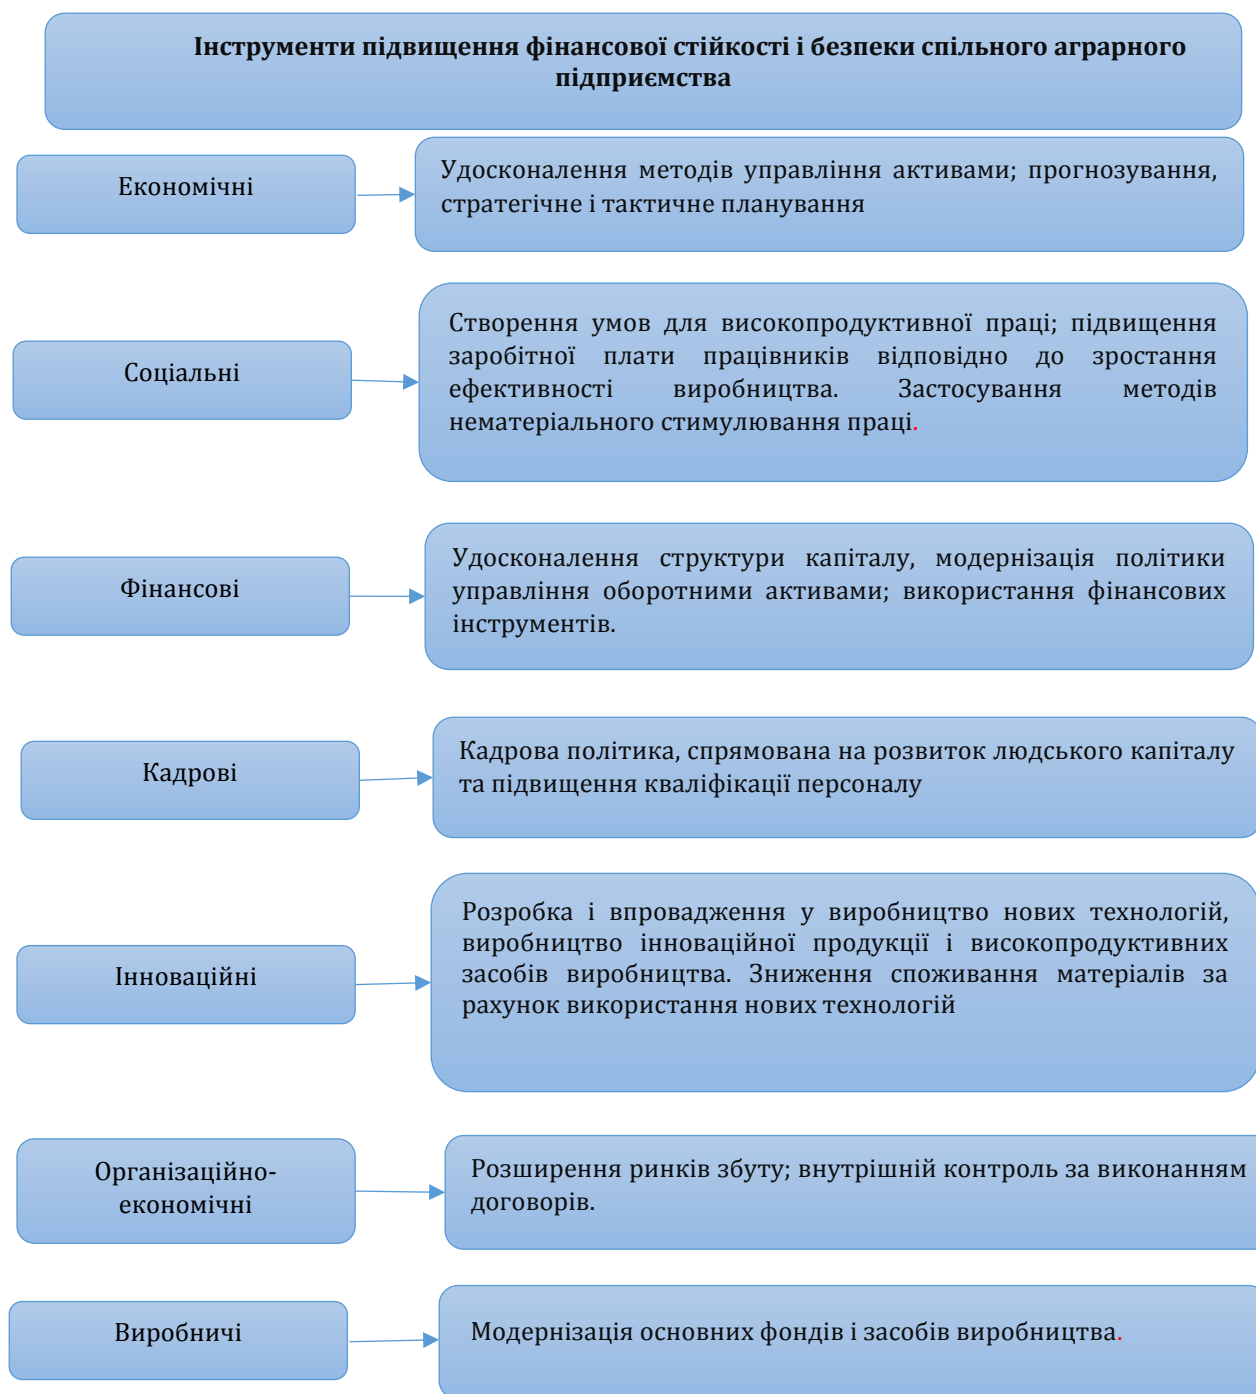 Інструменти підвищення фінансової стійкості і безпеки спільного аграрного
підприємства
Економічні
Удосконалення методів управління активами; прогнозування,
стратегічне і тактичне планування
Соціальні
Створення умов для високопродуктивної праці; підвищення
заробітної плати працівників відповідно до зростання
ефективності виробництва. Застосування методів
нематеріального стимулювання праці.
Фінансові
Удосконалення структури капіталу, модернізація політики
управління оборотними активами; використання фінансових
інструментів.
Кадрові
Кадрова політика, спрямована на розвиток людського капіталу
та підвищення кваліфікації персоналу
Інноваційні
Розробка і впровадження у виробництво нових технологій,
виробництво інноваційної продукції і високопродуктивних
засобів виробництва. Зниження споживання матеріалів за
рахунок використання нових технологій
Організаційно-
економічні
Розширення ринків збуту; внутрішній контроль за виконанням
договорів.
Виробничі
Модернізація основних фондів і засобів виробництва.